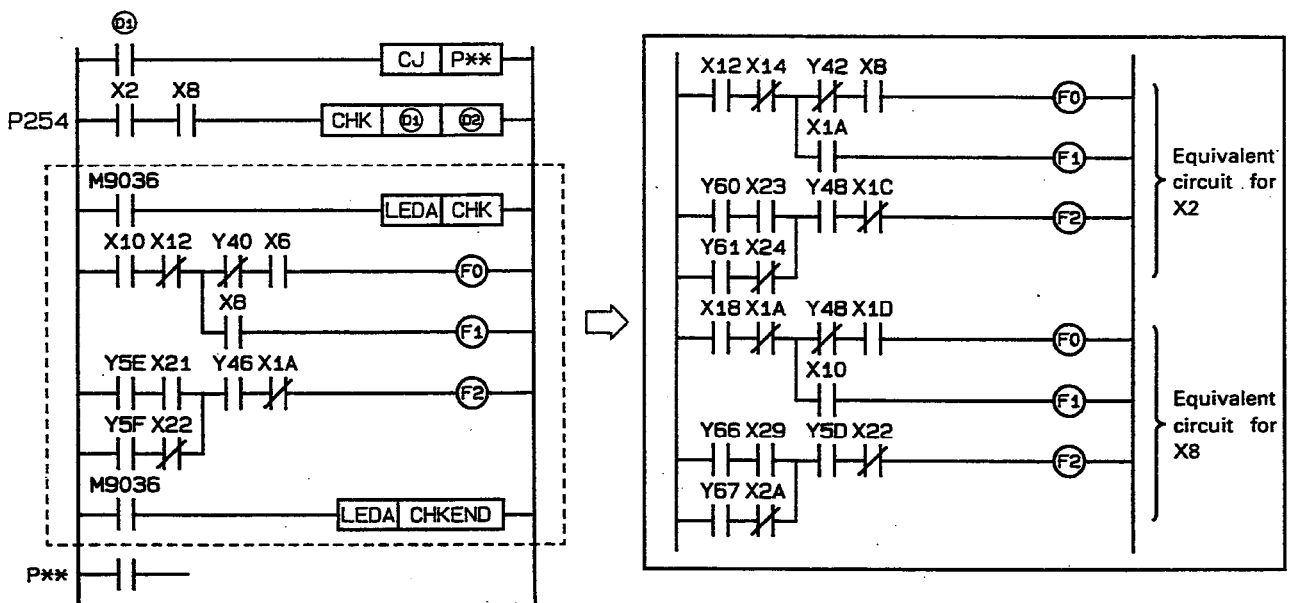 D1
CJ P**
X2 X8
P254 CHK D1 D2
M9036
LEDA CHK
X10 X12 Y40 X6
F0
X8
F1
Y5E X21 Y46 X1A
F2
Y5F X22
M9036
LEDA CHKEND
P**
X12 X14 Y42 X8
F0
X1A
F1
Y60 X23 Y48 X1C
F2
Y61 X24
Equivalent
circuit for
X2
X18 X1A Y48 X1D
F0
X10
F1
Y66 X29 Y5D X22
F2
Y67 X2A
Equivalent
circuit for
X8